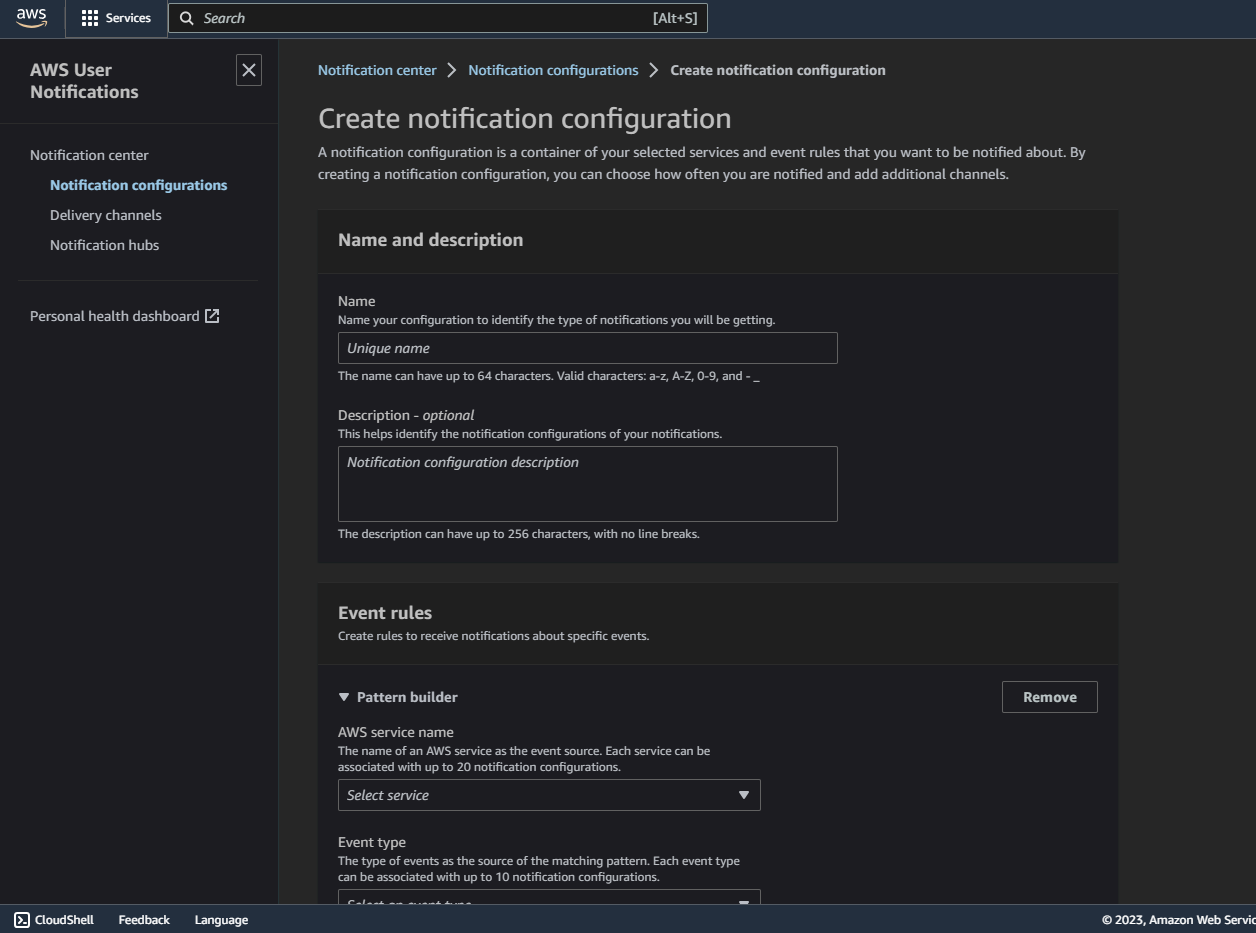 aws
Services
Search
[Alt+S]
AWS User
Notifications
Notification center
Notification configurations
Delivery channels
Notification hubs
Personal health dashboard
Notification center
Notification configurations
Create notification configuration
Create notification configuration
A notification configuration is a container of your selected services and event rules that you want to be notified about. By
creating a notification configuration, you can choose how often you are notified and add additional channels.
Name and description
Name
Name your configuration to identify the type of notifications you will be getting.
Unique name
The name can have up to 64 characters. Valid characters: a-z, A-Z, 0-9, and - _
Description - optional
This helps identify the notification configurations of your notifications.
Notification configuration description
The description can have up to 256 characters, with no line breaks.
Event rules
Create rules to receive notifications about specific events.
Pattern builder
Remove
AWS service name
The name of an AWS service as the event source. Each service can be
associated with up to 20 notification configurations.
Select service
Event type
The type of events as the source of the matching pattern. Each event type
can be associated with up to 10 notification configurations.
Select an event type
CloudShell
Feedback
Language
© 2023, Amazon Web Servic